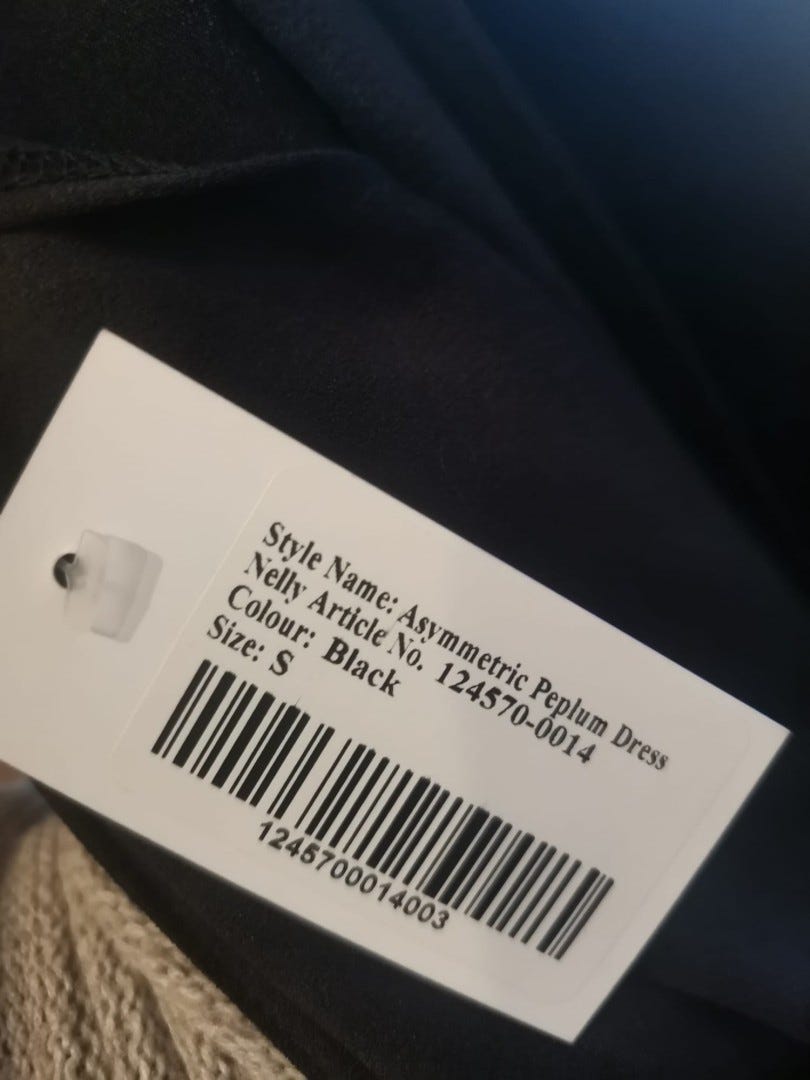 Style Name: Asymmetric Peplum Dress
Nelly Article No. 124570-0014
Colour: Black
Size: S
1245700014003